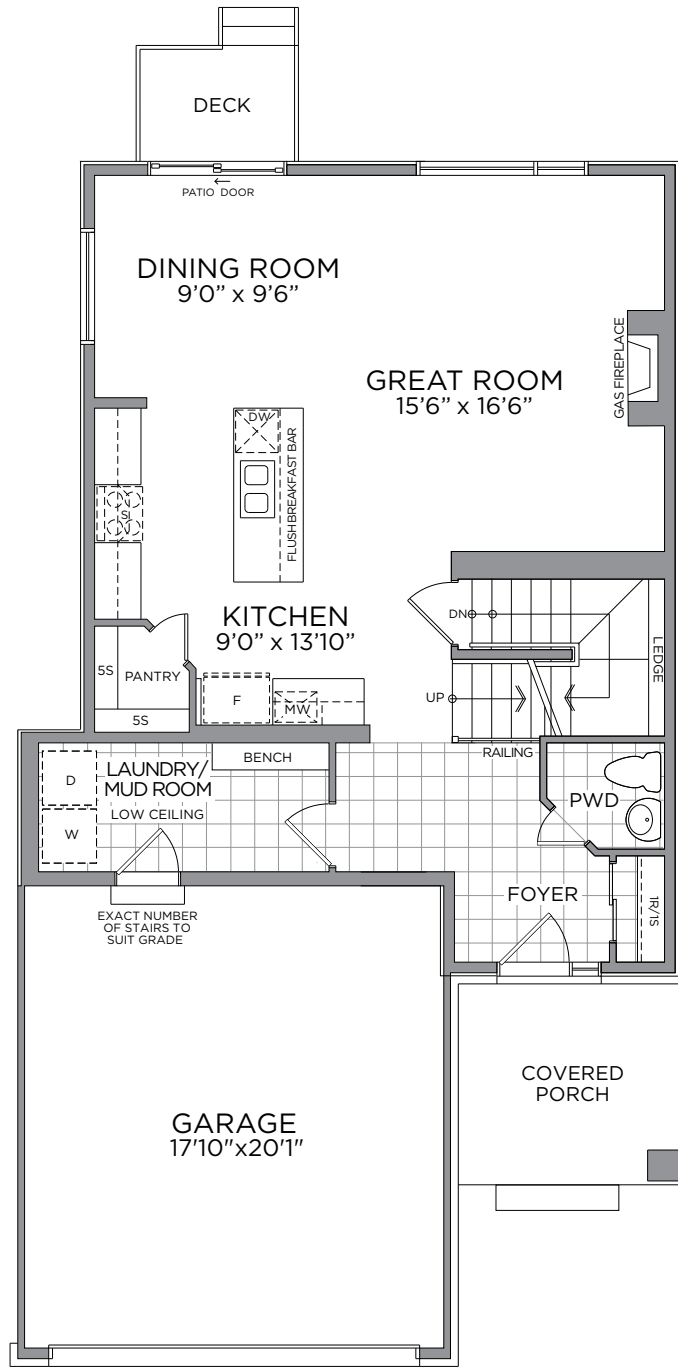 DECK
PATIO DOOR
DINING ROOM
9’0” x 9’6”
GREAT ROOM
15’6” x 16’6”
GAS FIREPLACE
DW
FLUSH BREAKFAST BAR
KITCHEN
9’0” x 13’10”
DN
LEDGE
5S
PANTRY
5S
F
MW
UP
RAILING
BENCH
LAUNDRY/
MUD ROOM
LOW CEILING
D
W
PWD
FOYER
1R/1S
EXACT NUMBER
OF STAIRS TO
SUIT GRADE
COVERED
PORCH
GARAGE
17'10"x20'1"